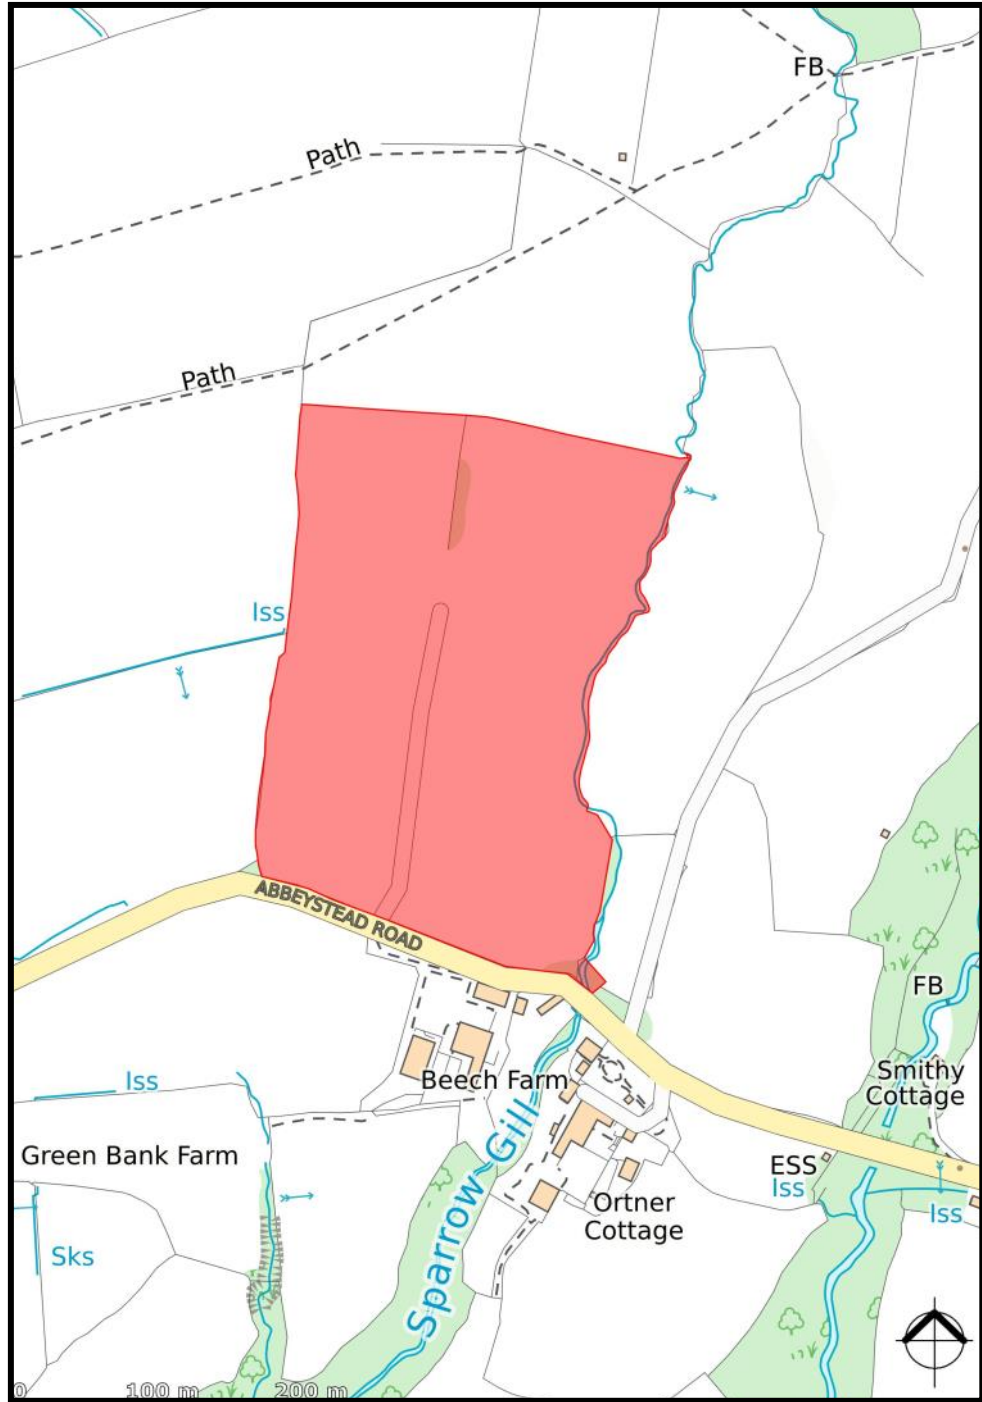 FB
Path
Path
Iss
ABBEYSTEAD ROAD
FB
Smithy
Cottage
Beech Farm
Iss
Green Bank Farm
Sparrow Gill
ESS
Iss
Iss
Ortner
Cottage
Sks
0 100 m 200 m